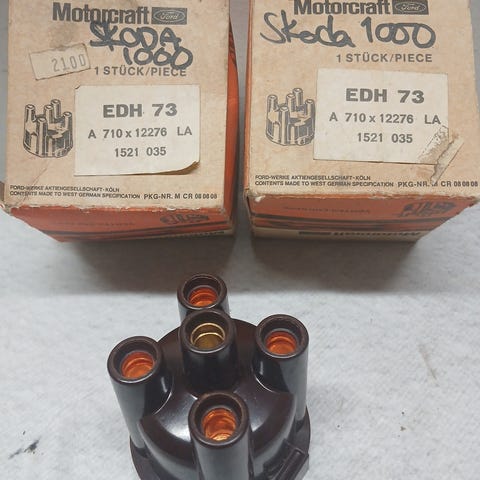 Motorcraft Ford
SKODA
1000
2100
1 STÜCK/PIECE
EDH 73
A 710 x 12276 LA
1521 035
FORD-WERKE AKTIENGESELLSCHAFT-KÖLN
CONTENTS MADE TO WEST GERMAN SPECIFICATION PKG-NR. M CR 08 08 08
Motorcraft Ford
Skoda 1000
1 STÜCK/PIECE
EDH 73
A 710 x 12276 LA
1521 035
FORD-WERKE AKTIENGESELLSCHAFT-KÖLN
CONTENTS MADE TO WEST GERMAN SPECIFICATION PKG-NR. M CR 08 08 08